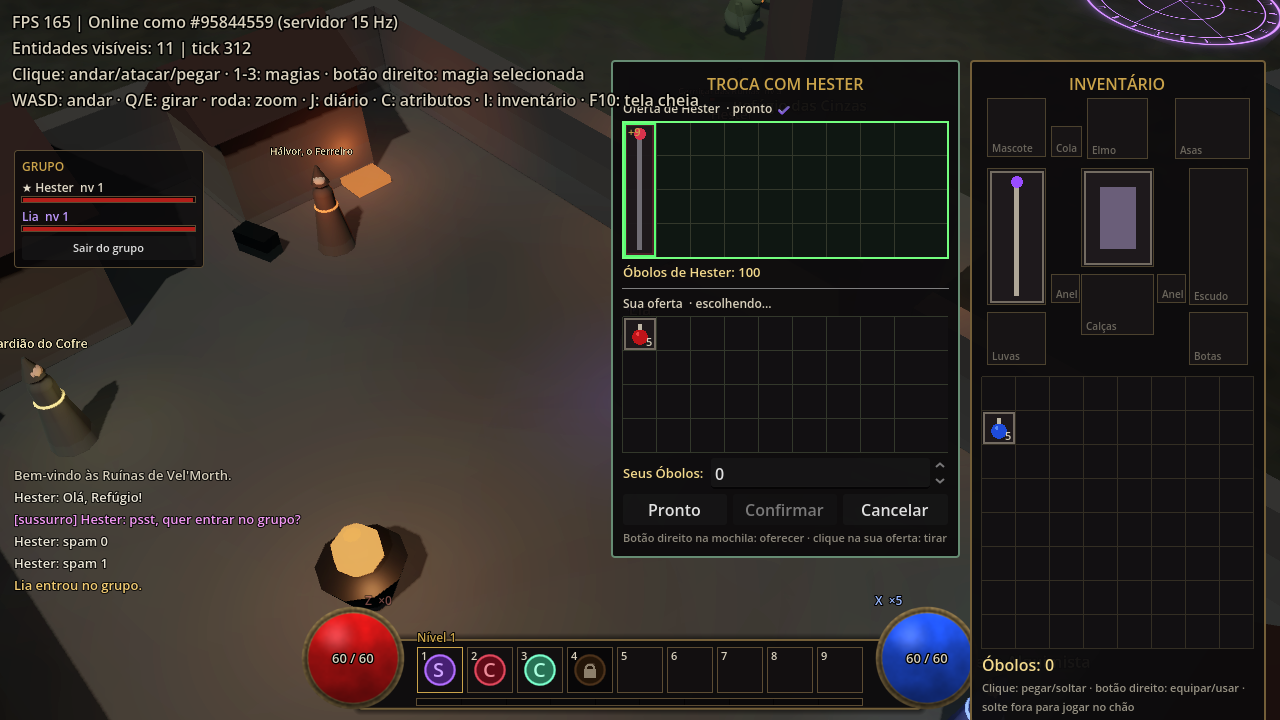 FPS 165 | Online como #95844559 (servidor 15 Hz)
Entidades visíveis: 11 | tick 312
Clique: andar/atacar/pegar · 1-3: magias · botão direito: magia selecionada
WASD: andar · Q/E: girar · roda: zoom · J: diário · C: atributos · I: inventário · F10: tela cheia
GRUPO
★ Hester nv 1
Lia nv 1
Sair do grupo
Hálvor, o Ferreiro
ardião do Cofre
Bem-vindo às Ruínas de Vel'Morth.
Hester: Olá, Refúgio!
[sussurro] Hester: psst, quer entrar no grupo?
Hester: spam 0
Hester: spam 1
Lia entrou no grupo.
TROCA COM HESTER
das Cinzas
Oferta de Hester · pronto ✓
+9
Óbolos de Hester: 100
Sua oferta · escolhendo...
5
Seus Óbolos: 0
Pronto
Confirmar
Cancelar
Botão direito na mochila: oferecer · clique na sua oferta: tirar
INVENTÁRIO
Mascote
Cola
Elmo
Asas
Anel
Anel
Escudo
Calças
Luvas
Botas
5
Óbolos: 0
Clique: pegar/soltar · botão direito: equipar/usar ·
solte fora para jogar no chão
Z ×0
X ×5
60 / 60
Nível 1
1 S
2 C
3 C
4
5
6
7
8
9
60 / 60